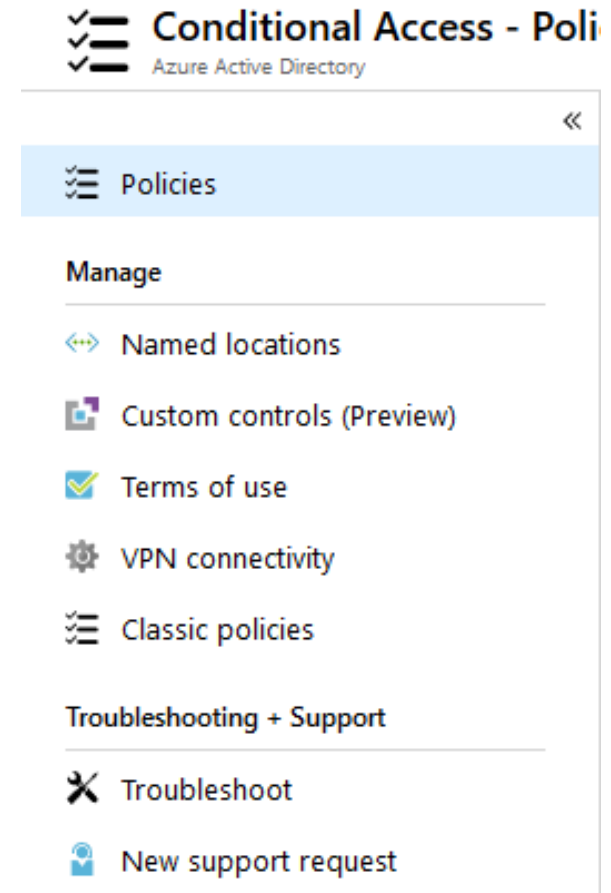 Conditional Access - Poli
Azure Active Directory
«
Policies
Manage
Named locations
Custom controls (Preview)
Terms of use
VPN connectivity
Classic policies
Troubleshooting + Support
Troubleshoot
New support request